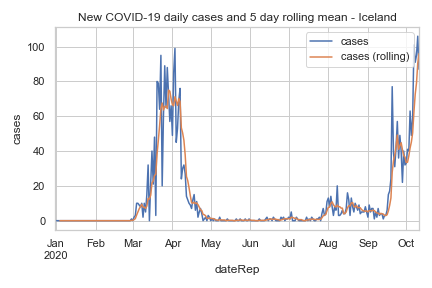 New COVID-19 daily cases and 5 day rolling mean - Iceland
cases
cases (rolling)
100
80
60
40
20
0
cases
Jan Feb Mar Apr May Jun Jul Aug Sep Oct
2020
dateRep